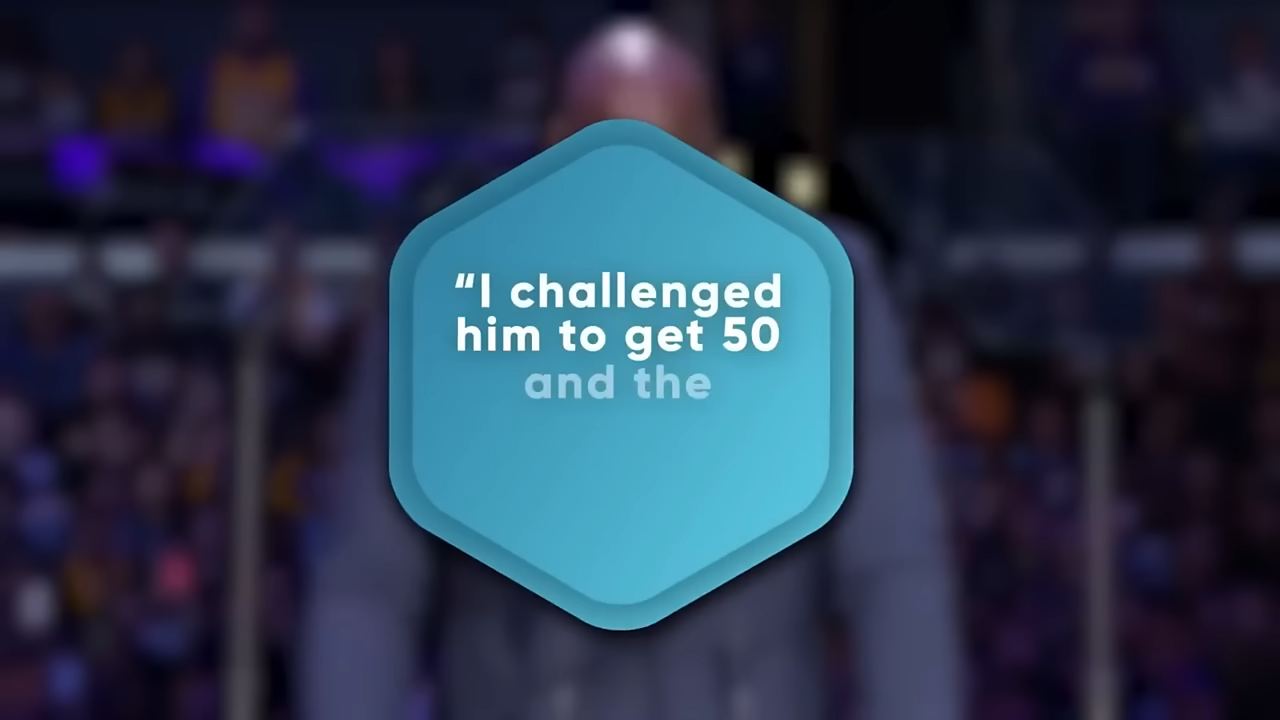 “I challenged
him to get 50
and the